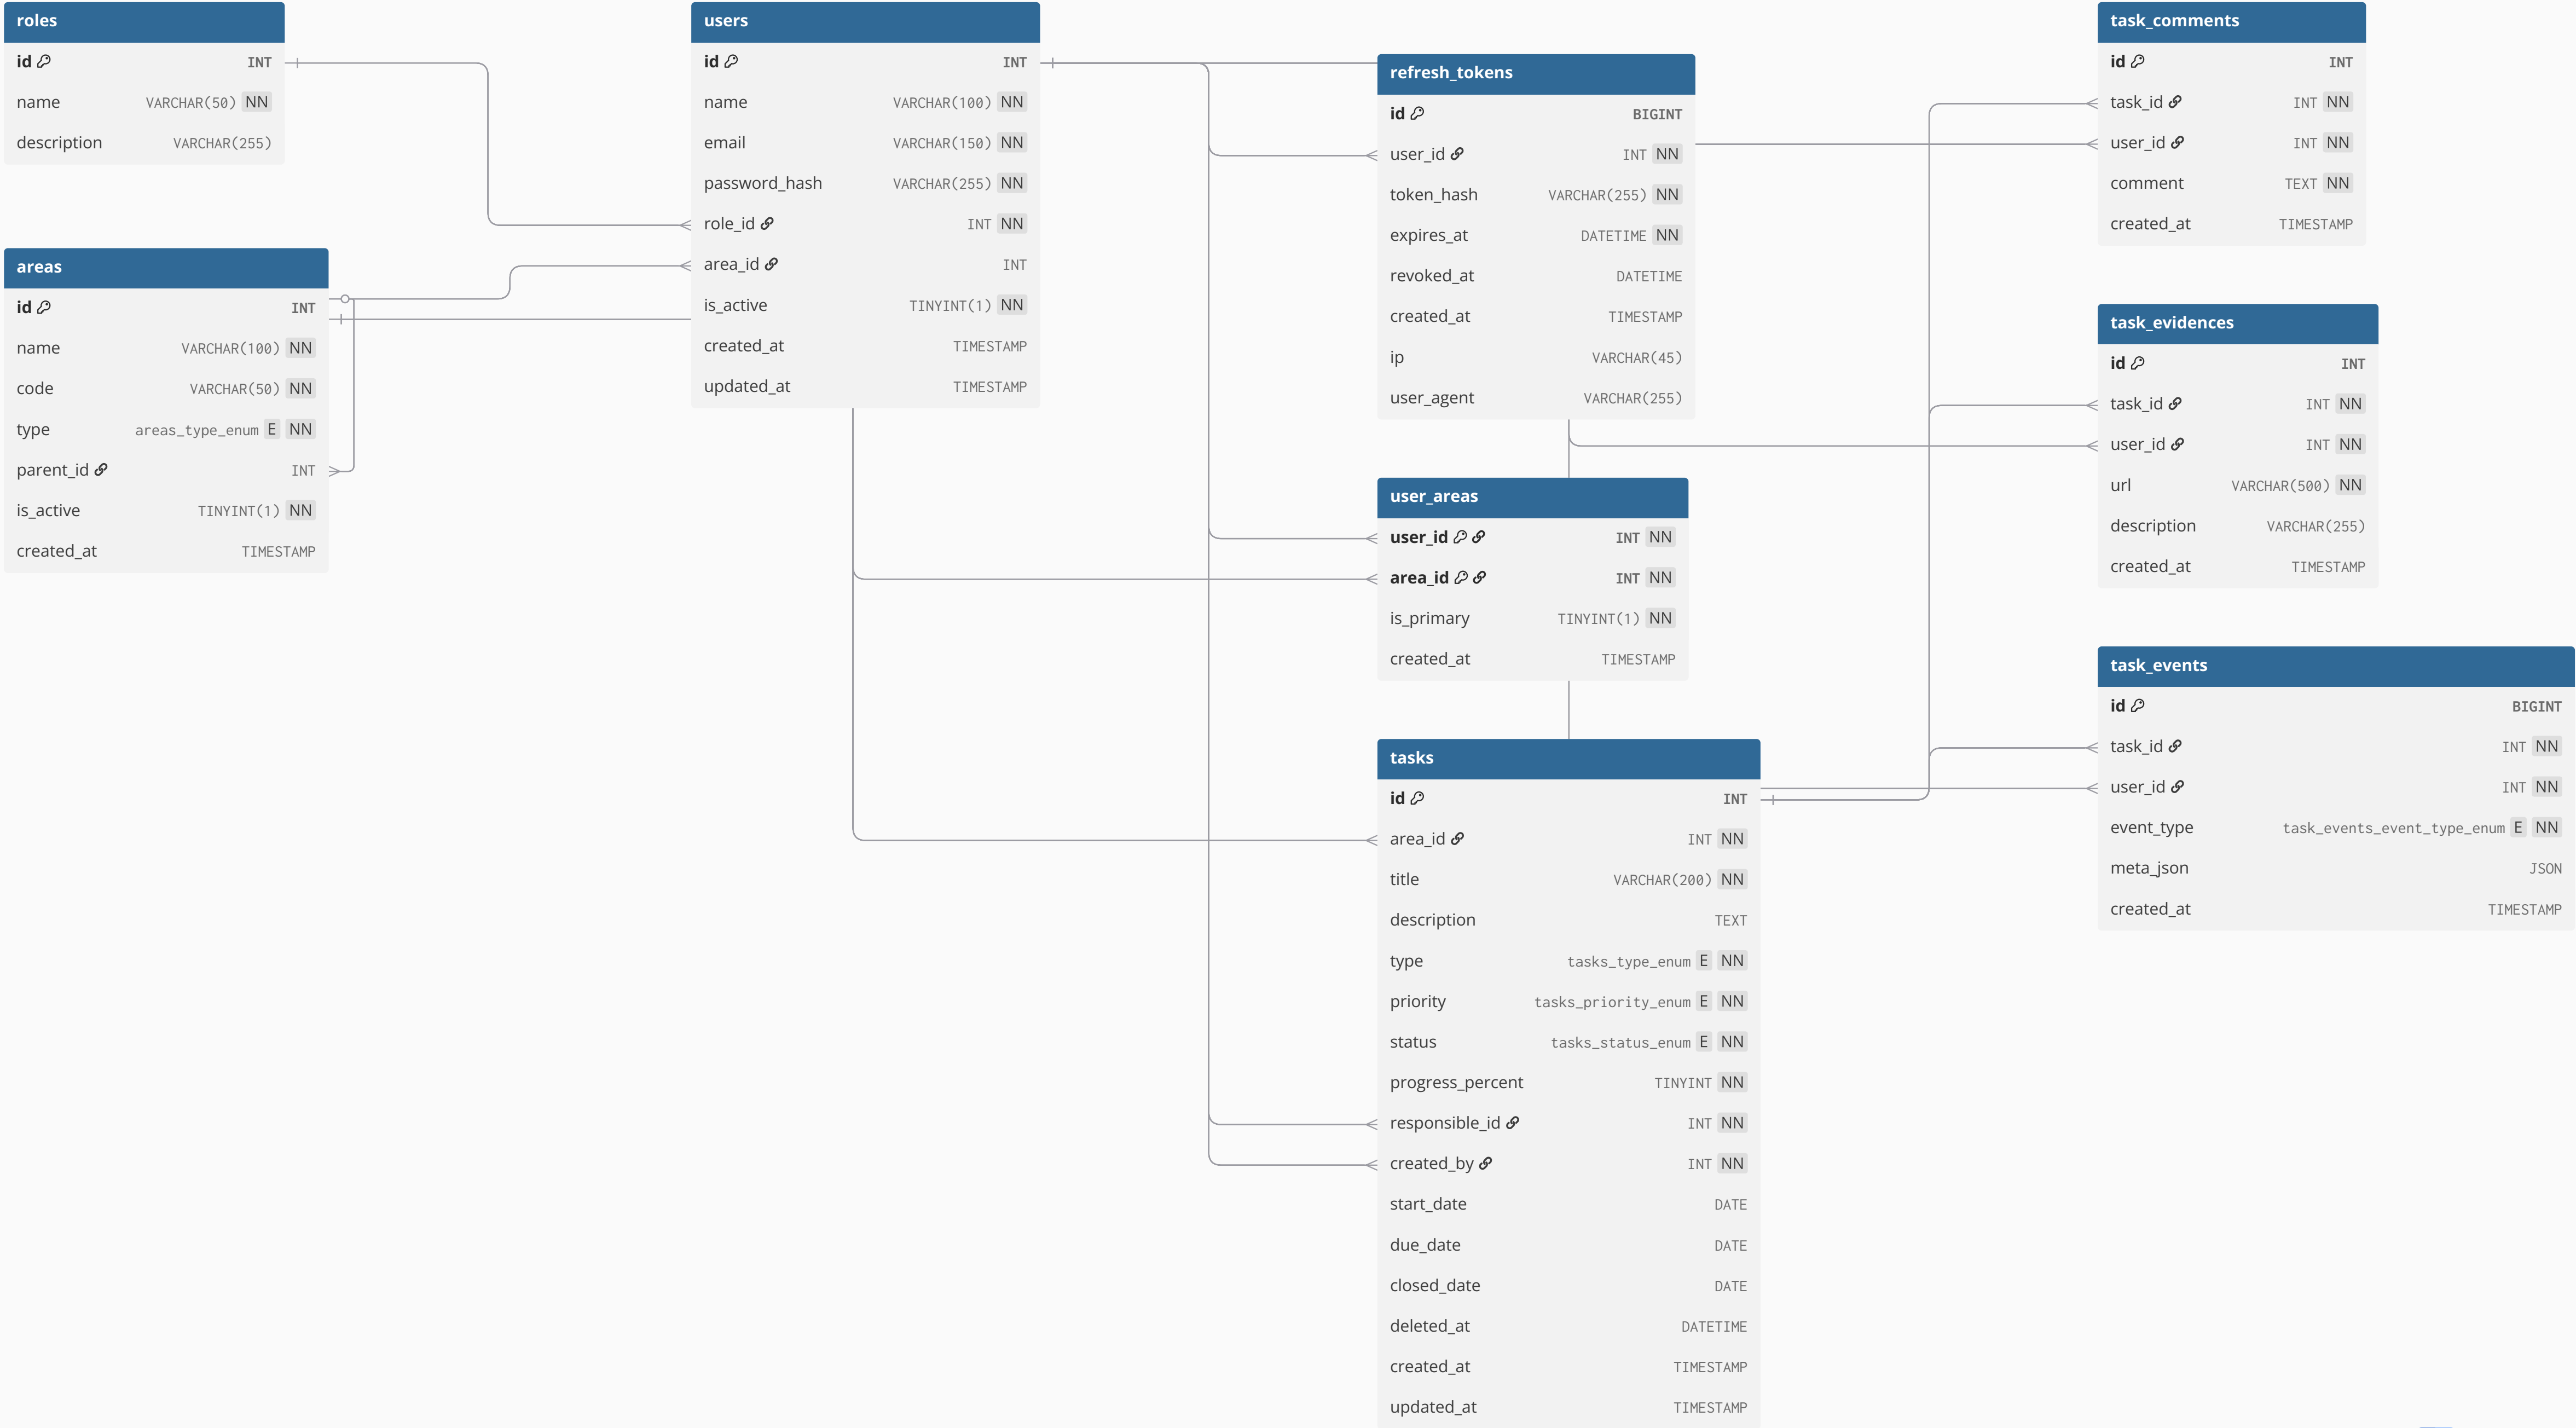 roles
id INT
name VARCHAR(50) NN
description VARCHAR(255)
areas
id INT
name VARCHAR(100) NN
code VARCHAR(50) NN
type areas_type_enum E NN
parent_id INT
is_active TINYINT(1) NN
created_at TIMESTAMP
users
id INT
name VARCHAR(100) NN
email VARCHAR(150) NN
password_hash VARCHAR(255) NN
role_id INT NN
area_id INT
is_active TINYINT(1) NN
created_at TIMESTAMP
updated_at TIMESTAMP
refresh_tokens
id BIGINT
user_id INT NN
token_hash VARCHAR(255) NN
expires_at DATETIME NN
revoked_at DATETIME
created_at TIMESTAMP
ip VARCHAR(45)
user_agent VARCHAR(255)
user_areas
user_id INT NN
area_id INT NN
is_primary TINYINT(1) NN
created_at TIMESTAMP
tasks
id INT
area_id INT NN
title VARCHAR(200) NN
description TEXT
type tasks_type_enum E NN
priority tasks_priority_enum E NN
status tasks_status_enum E NN
progress_percent TINYINT NN
responsible_id INT NN
created_by INT NN
start_date DATE
due_date DATE
closed_date DATE
deleted_at DATETIME
created_at TIMESTAMP
updated_at TIMESTAMP
task_comments
id INT
task_id INT NN
user_id INT NN
comment TEXT NN
created_at TIMESTAMP
task_evidences
id INT
task_id INT NN
user_id INT NN
url VARCHAR(500) NN
description VARCHAR(255)
created_at TIMESTAMP
task_events
id BIGINT
task_id INT NN
user_id INT NN
event_type task_events_event_type_enum E NN
meta_json JSON
created_at TIMESTAMP